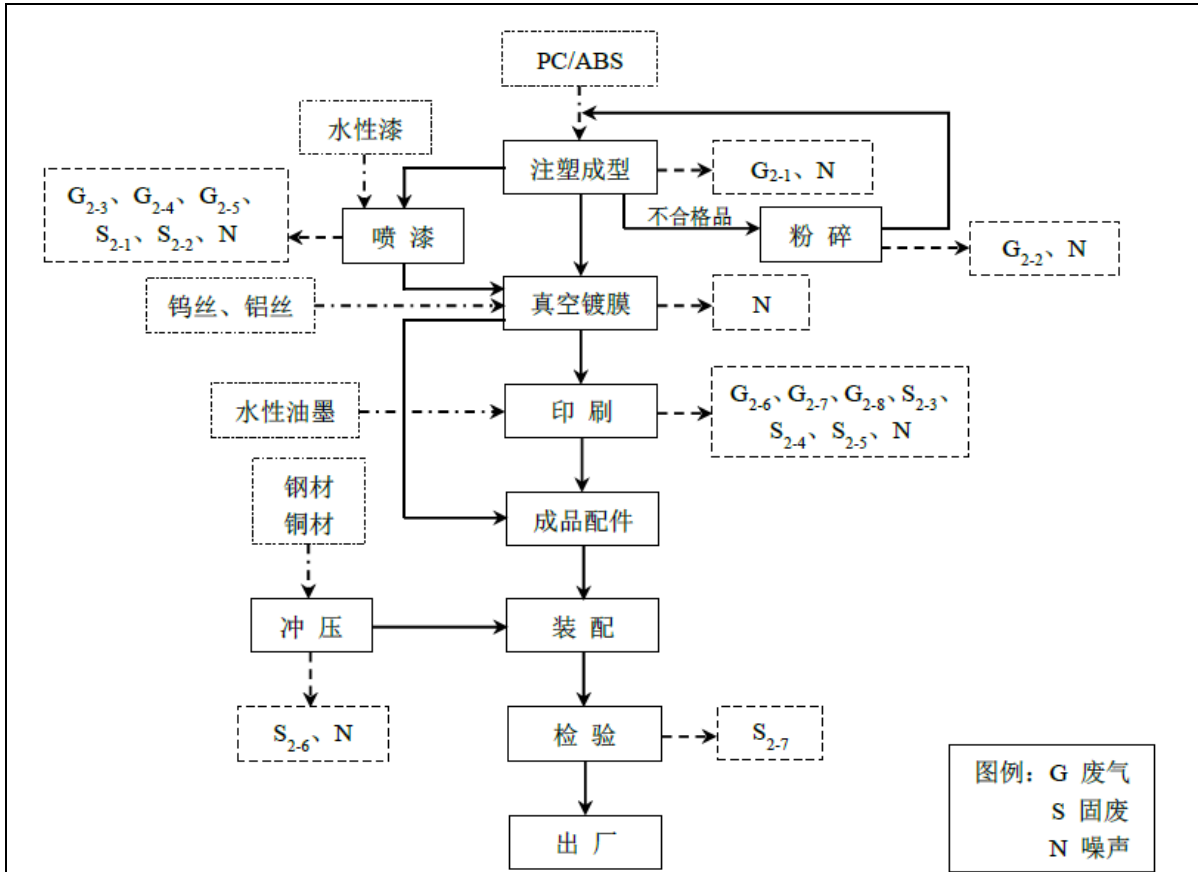 PC/ABS
水性漆
注塑成型
G2-1、N
G2-3、G2-4、G2-5、
S2-1、S2-2、N
喷 漆
不合格品
粉 碎
G2-2、N
钨丝、铝丝
真空镀膜
N
水性油墨
印 刷
G2-6、G2-7、G2-8、S2-3、
S2-4、S2-5、N
钢材
铜材
成品配件
冲 压
装 配
S2-6、N
检 验
S2-7
出 厂
图例：G 废气
S 固废
N 噪声